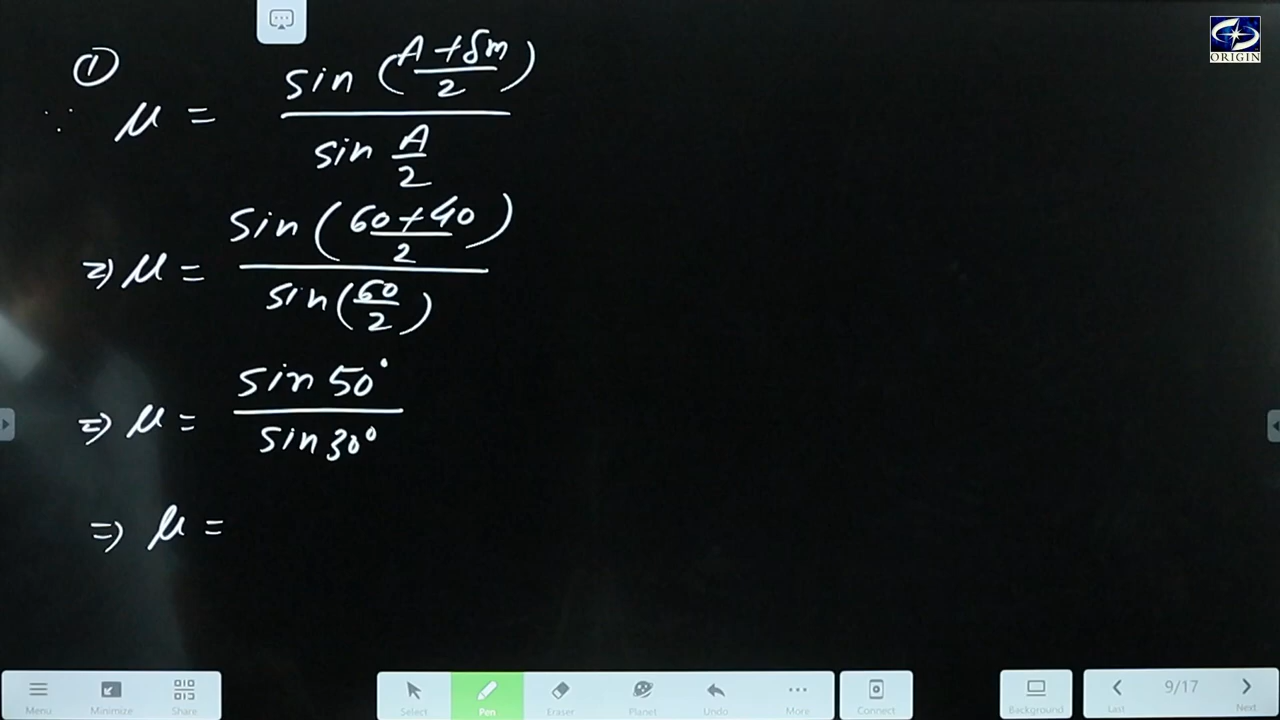 ①
ORIGIN
∵ μ = sin (A + δm / 2) / sin A/2
⇒ μ = sin (60 + 40 / 2) / sin (60/2)
⇒ μ = sin 50° / sin 30°
⇒ μ =
Menu Minimize Share Select Pen Eraser Planet Undo More Connect Background Last 9/17 Next